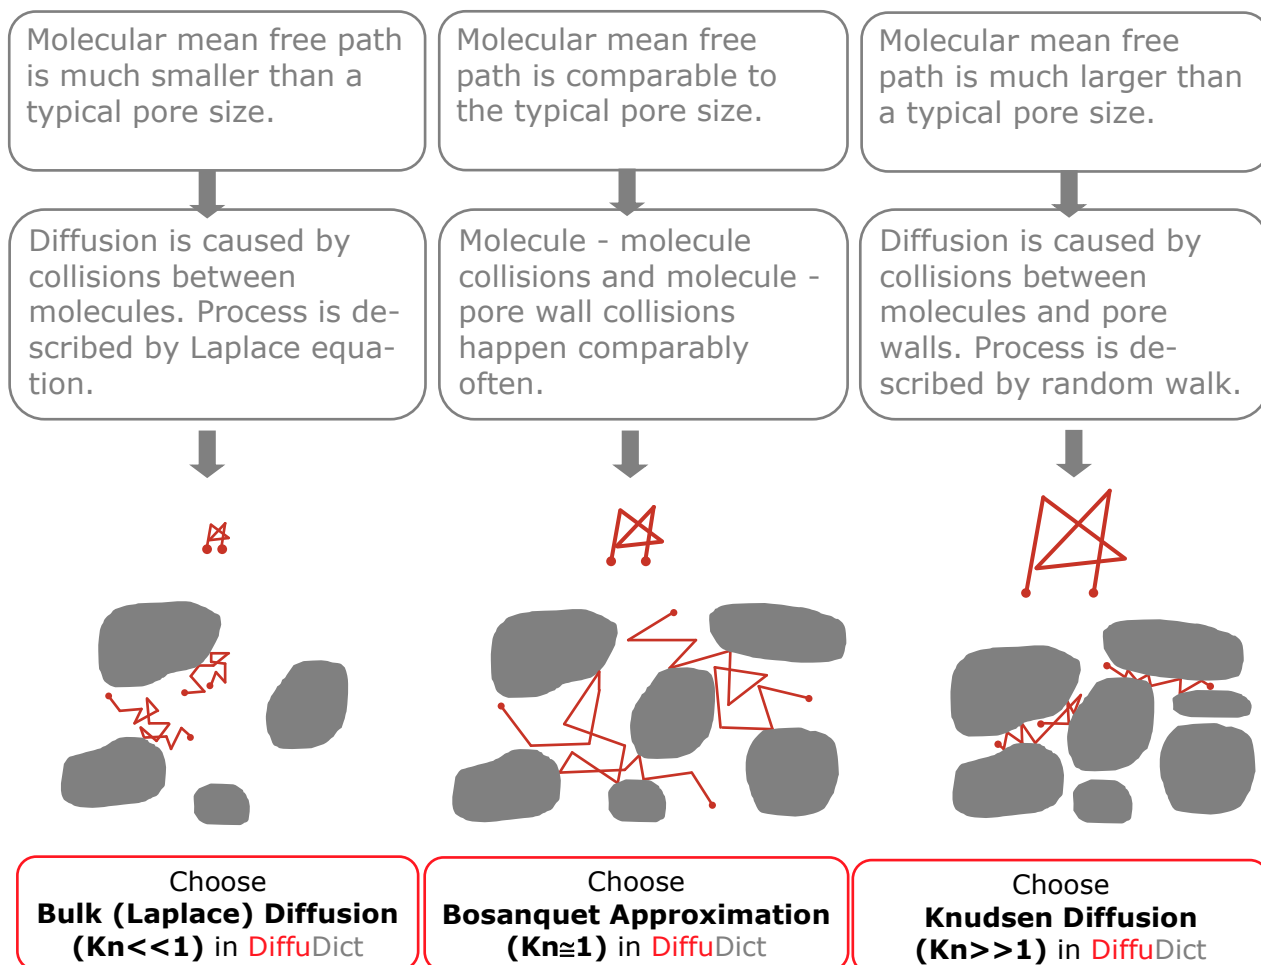 Molecular mean free path
is much smaller than a
typical pore size.
Molecular mean free
path is comparable to
the typical pore size.
Molecular mean free
path is much larger than
a typical pore size.
Diffusion is caused by
collisions between
molecules. Process is de-
scribed by Laplace equa-
tion.
Molecule - molecule
collisions and molecule -
pore wall collisions
happen comparably
often.
Diffusion is caused by
collisions between
molecules and pore
walls. Process is de-
scribed by random walk.
Choose
Bulk (Laplace) Diffusion
(Kn<<1) in DiffuDict
Choose
Bosanquet Approximation
(Kn≅1) in DiffuDict
Choose
Knudsen Diffusion
(Kn>>1) in DiffuDict